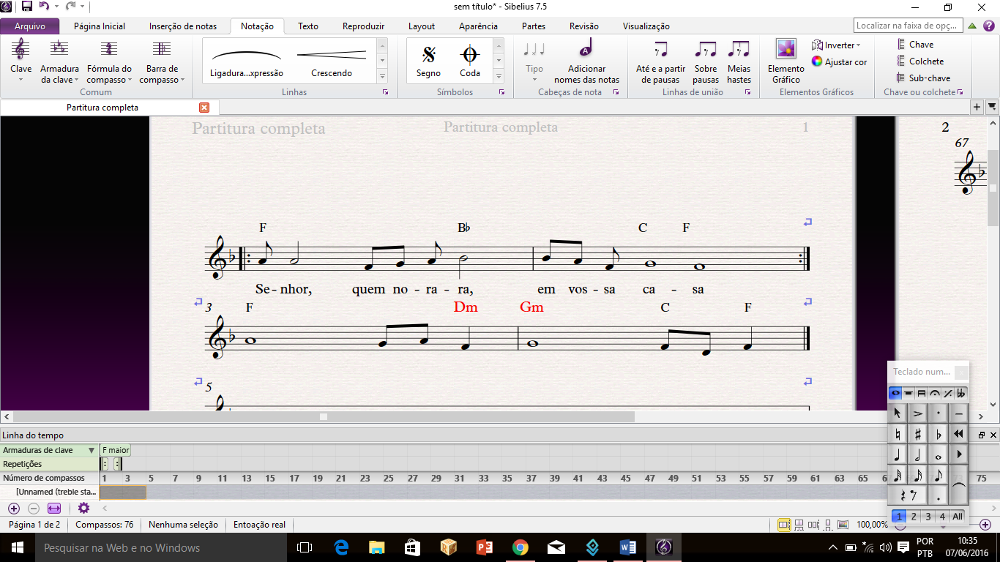 sem título* - Sibelius 7.5
Arquivo Página Inicial Inserção de notas Notação Texto Reproduzir Layout Aparência Partes Revisão Visualização Localizar na faixa de opç...
Clave Armadura da clave Fórmula do compasso Barra de compasso
Comum
Ligadura...xpressão Crescendo
Linhas
Segno Coda
Símbolos
Tipo Adicionar nomes das notas
Cabeças de nota
Até e a partir de pausas Sobre pausas Meias hastes
Linhas de união
Elemento Gráfico Inverter Ajustar cor
Elementos Gráficos
Chave
Colchete
Sub-chave
Chave ou colchete
Partitura completa
Partitura completa Partitura completa 1
2
67
F B♭ C F
Se-nhor, quem no-ra-ra, em vos-sa ca-sa
3 F Dm Gm C F
5
Teclado num...
1 2 3 4 All
Linha do tempo
Armaduras de clave F maior
Repetições
Número de compassos 1 3 5 7 9 11 13 15 17 19 21 23 25 27 29 31 33 35 37 39 41 43 45 47 49 51 53 55 57 59 61 63 65 67 75
[Unnamed (treble sta...
Página 1 de 2 Compassos: 76 Nenhuma seleção Entoação real 100,00%
Pesquisar na Web e no Windows
POR
PTB
10:35
07/06/2016